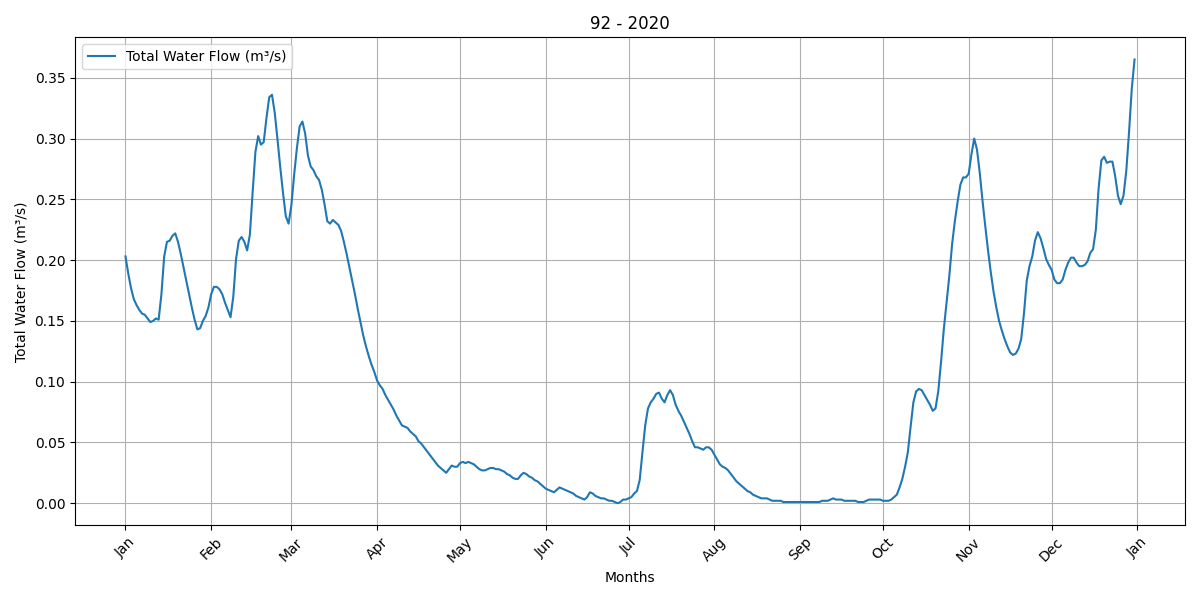 92 - 2020
Total Water Flow (m³/s)
0.35
0.30
0.25
0.20
0.15
0.10
0.05
0.00
Total Water Flow (m³/s)
Jan
Feb
Mar
Apr
May
Jun
Jul
Aug
Sep
Oct
Nov
Dec
Jan
Months